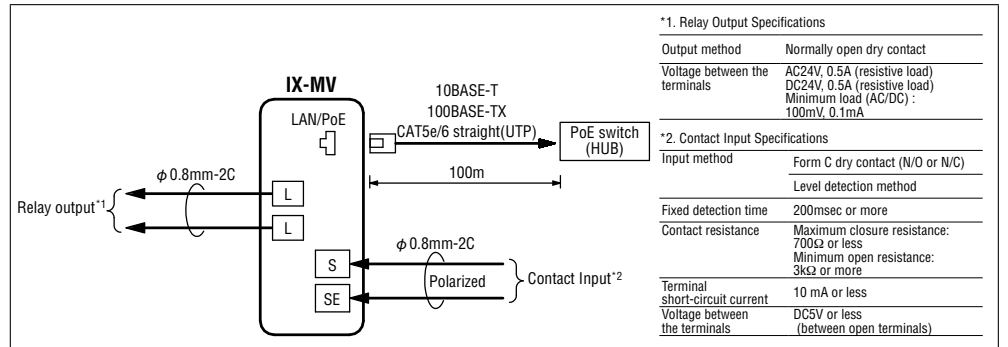 IX-MV
LAN/PoE
10BASE-T
100BASE-TX
CAT5e/6 straight(UTP)
PoE switch
(HUB)
100m
φ0.8mm-2C
Relay output*1
L
L
φ0.8mm-2C
S
SE
Polarized
Contact Input*2
*1. Relay Output Specifications
Output method Normally open dry contact
Voltage between the terminals AC24V, 0.5A (resistive load)
DC24V, 0.5A (resistive load)
Minimum load (AC/DC) :
100mV, 0.1mA
*2. Contact Input Specifications
Input method Form C dry contact (N/O or N/C)
Level detection method
Fixed detection time 200msec or more
Contact resistance Maximum closure resistance:
700Ω or less
Minimum open resistance:
3kΩ or more
Terminal
short-circuit current 10 mA or less
Voltage between DC5V or less
the terminals (between open terminals)